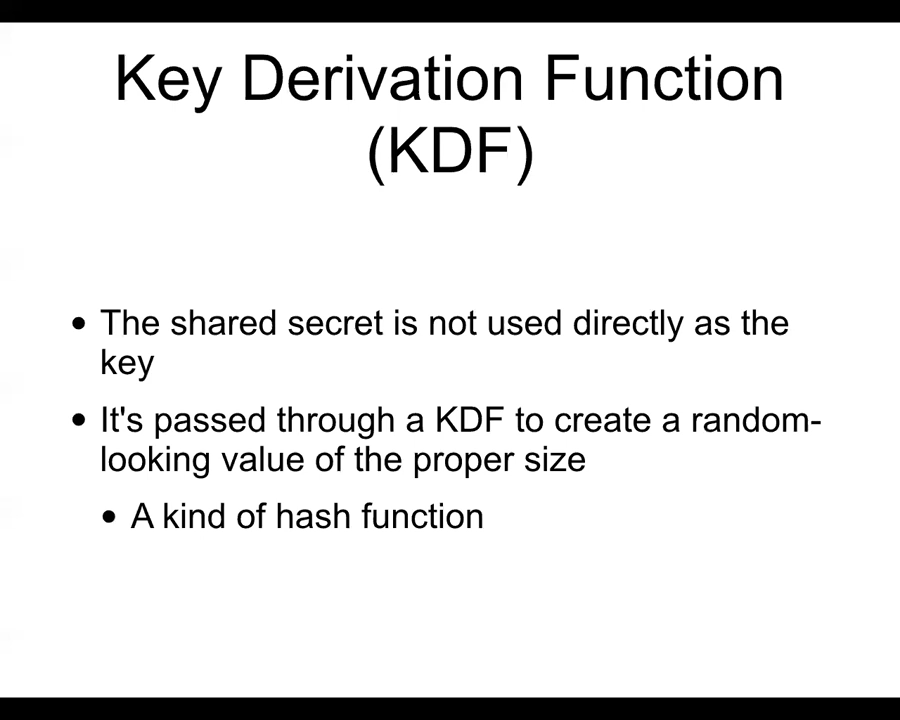 Key Derivation Function
(KDF)
• The shared secret is not used directly as the
key
• It's passed through a KDF to create a random-
looking value of the proper size
• A kind of hash function